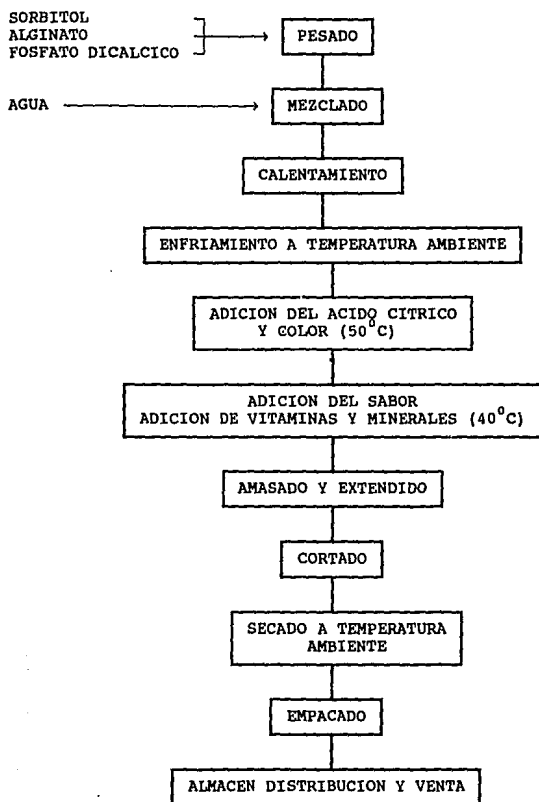 SORBITOL
ALGINATO
FOSFATO DICALCICO
PESADO
AGUA
MEZCLADO
CALENTAMIENTO
ENFRIAMIENTO A TEMPERATURA AMBIENTE
ADICION DEL ACIDO CITRICO
Y COLOR (50°C)
ADICION DEL SABOR
ADICION DE VITAMINAS Y MINERALES (40°C)
AMASADO Y EXTENDIDO
CORTADO
SECADO A TEMPERATURA
AMBIENTE
EMPACADO
ALMACEN DISTRIBUCION Y VENTA